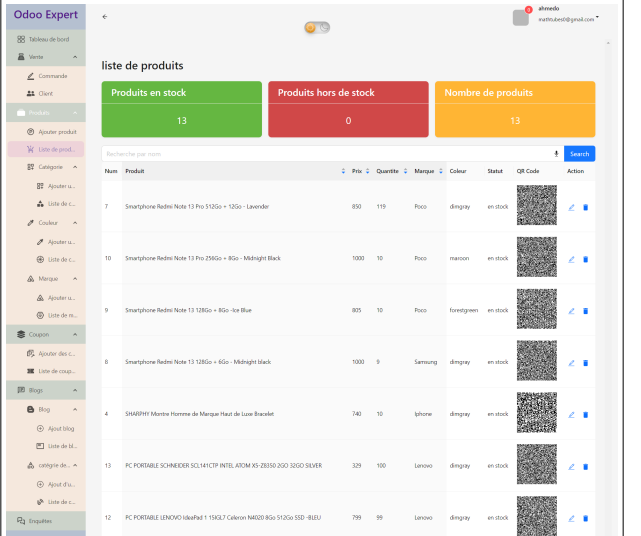 Odoo Expert
ahmedo
mathtubes0@gmail.com
0
Tableau de bord
Vente
Commande
Client
Produits
Ajouter produit
Liste de prod...
Catégorie
Ajouter u...
Liste de c...
Couleur
Ajouter u...
Liste de c...
Marque
Ajouter u...
Liste de m...
Coupon
Ajouter des c...
Liste de coup...
Blogs
Blog
Ajout blog
Liste de bl...
catégrie de...
Ajout d'u...
Liste de c...
Enquêtes
Odoo Expert
liste de produits
Produits en stock
13
Produits hors de stock
0
Nombre de produits
13
Recherche par nom
Search
Num Produit Prix Quantite Marque Coleur Statut QR Code Action
7 Smartphone Redmi Note 13 Pro 512Go + 12Go - Lavender 850 119 Poco dimgray en stock
10 Smartphone Redmi Note 13 Pro 256Go + 8Go - Midnight Black 1000 10 Poco maroon en stock
9 Smartphone Redmi Note 13 128Go + 8Go -Ice Blue 805 10 Poco forestgreen en stock
8 Smartphone Redmi Note 13 128Go + 6Go - Midnight black 1000 9 Samsung dimgray en stock
4 SHARPHY Montre Homme de Marque Haut de Luxe Bracelet 740 10 Iphone dimgray en stock
13 PC PORTABLE SCHNEIDER SCL141CTP INTEL ATOM X5-Z8350 2GO 32GO SILVER 329 100 Lenovo dimgray en stock
12 PC PORTABLE LENOVO IdeaPad 1 15IGL7 Celeron N4020 8Go 512Go SSD -BLEU 799 99 Lenovo dimgray en stock